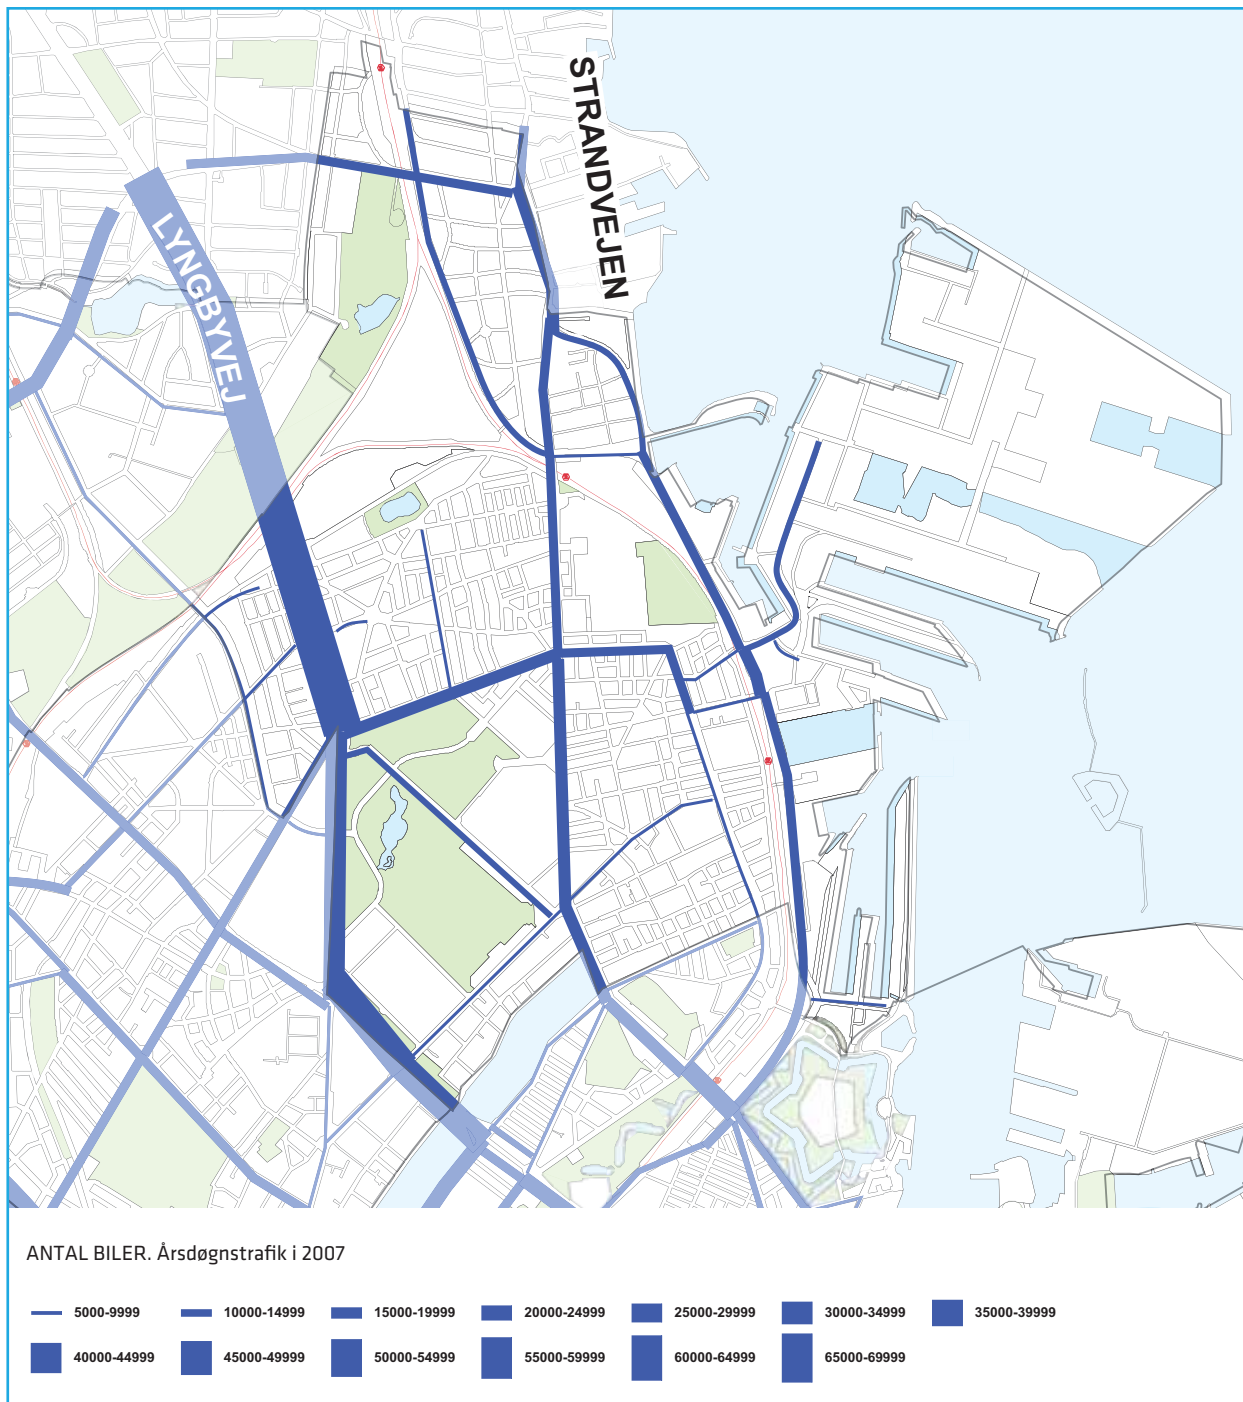 STRANDVEJEN
LYNGBYVEJ
ANTAL BILER. Årsdøgnstrafik i 2007
5000-9999 10000-14999 15000-19999 20000-24999 25000-29999 30000-34999 35000-39999
40000-44999 45000-49999 50000-54999 55000-59999 60000-64999 65000-69999